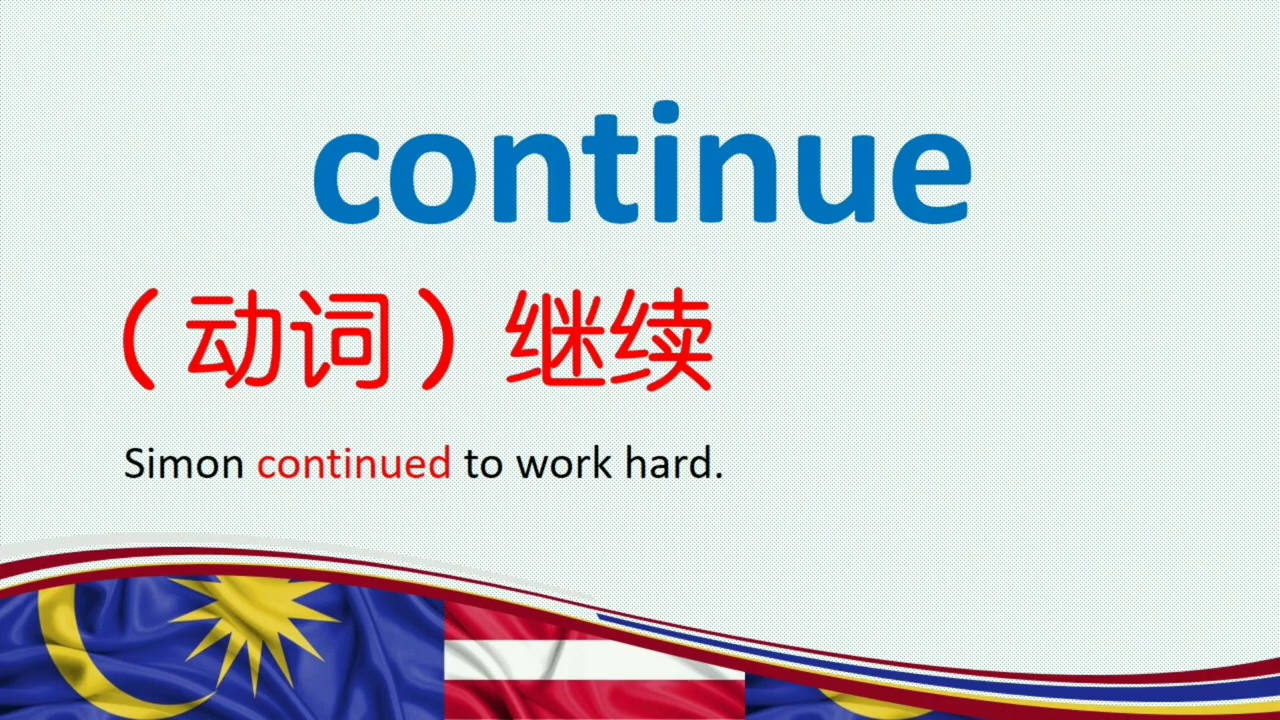 continue
（动词）继续
Simon continued to work hard.